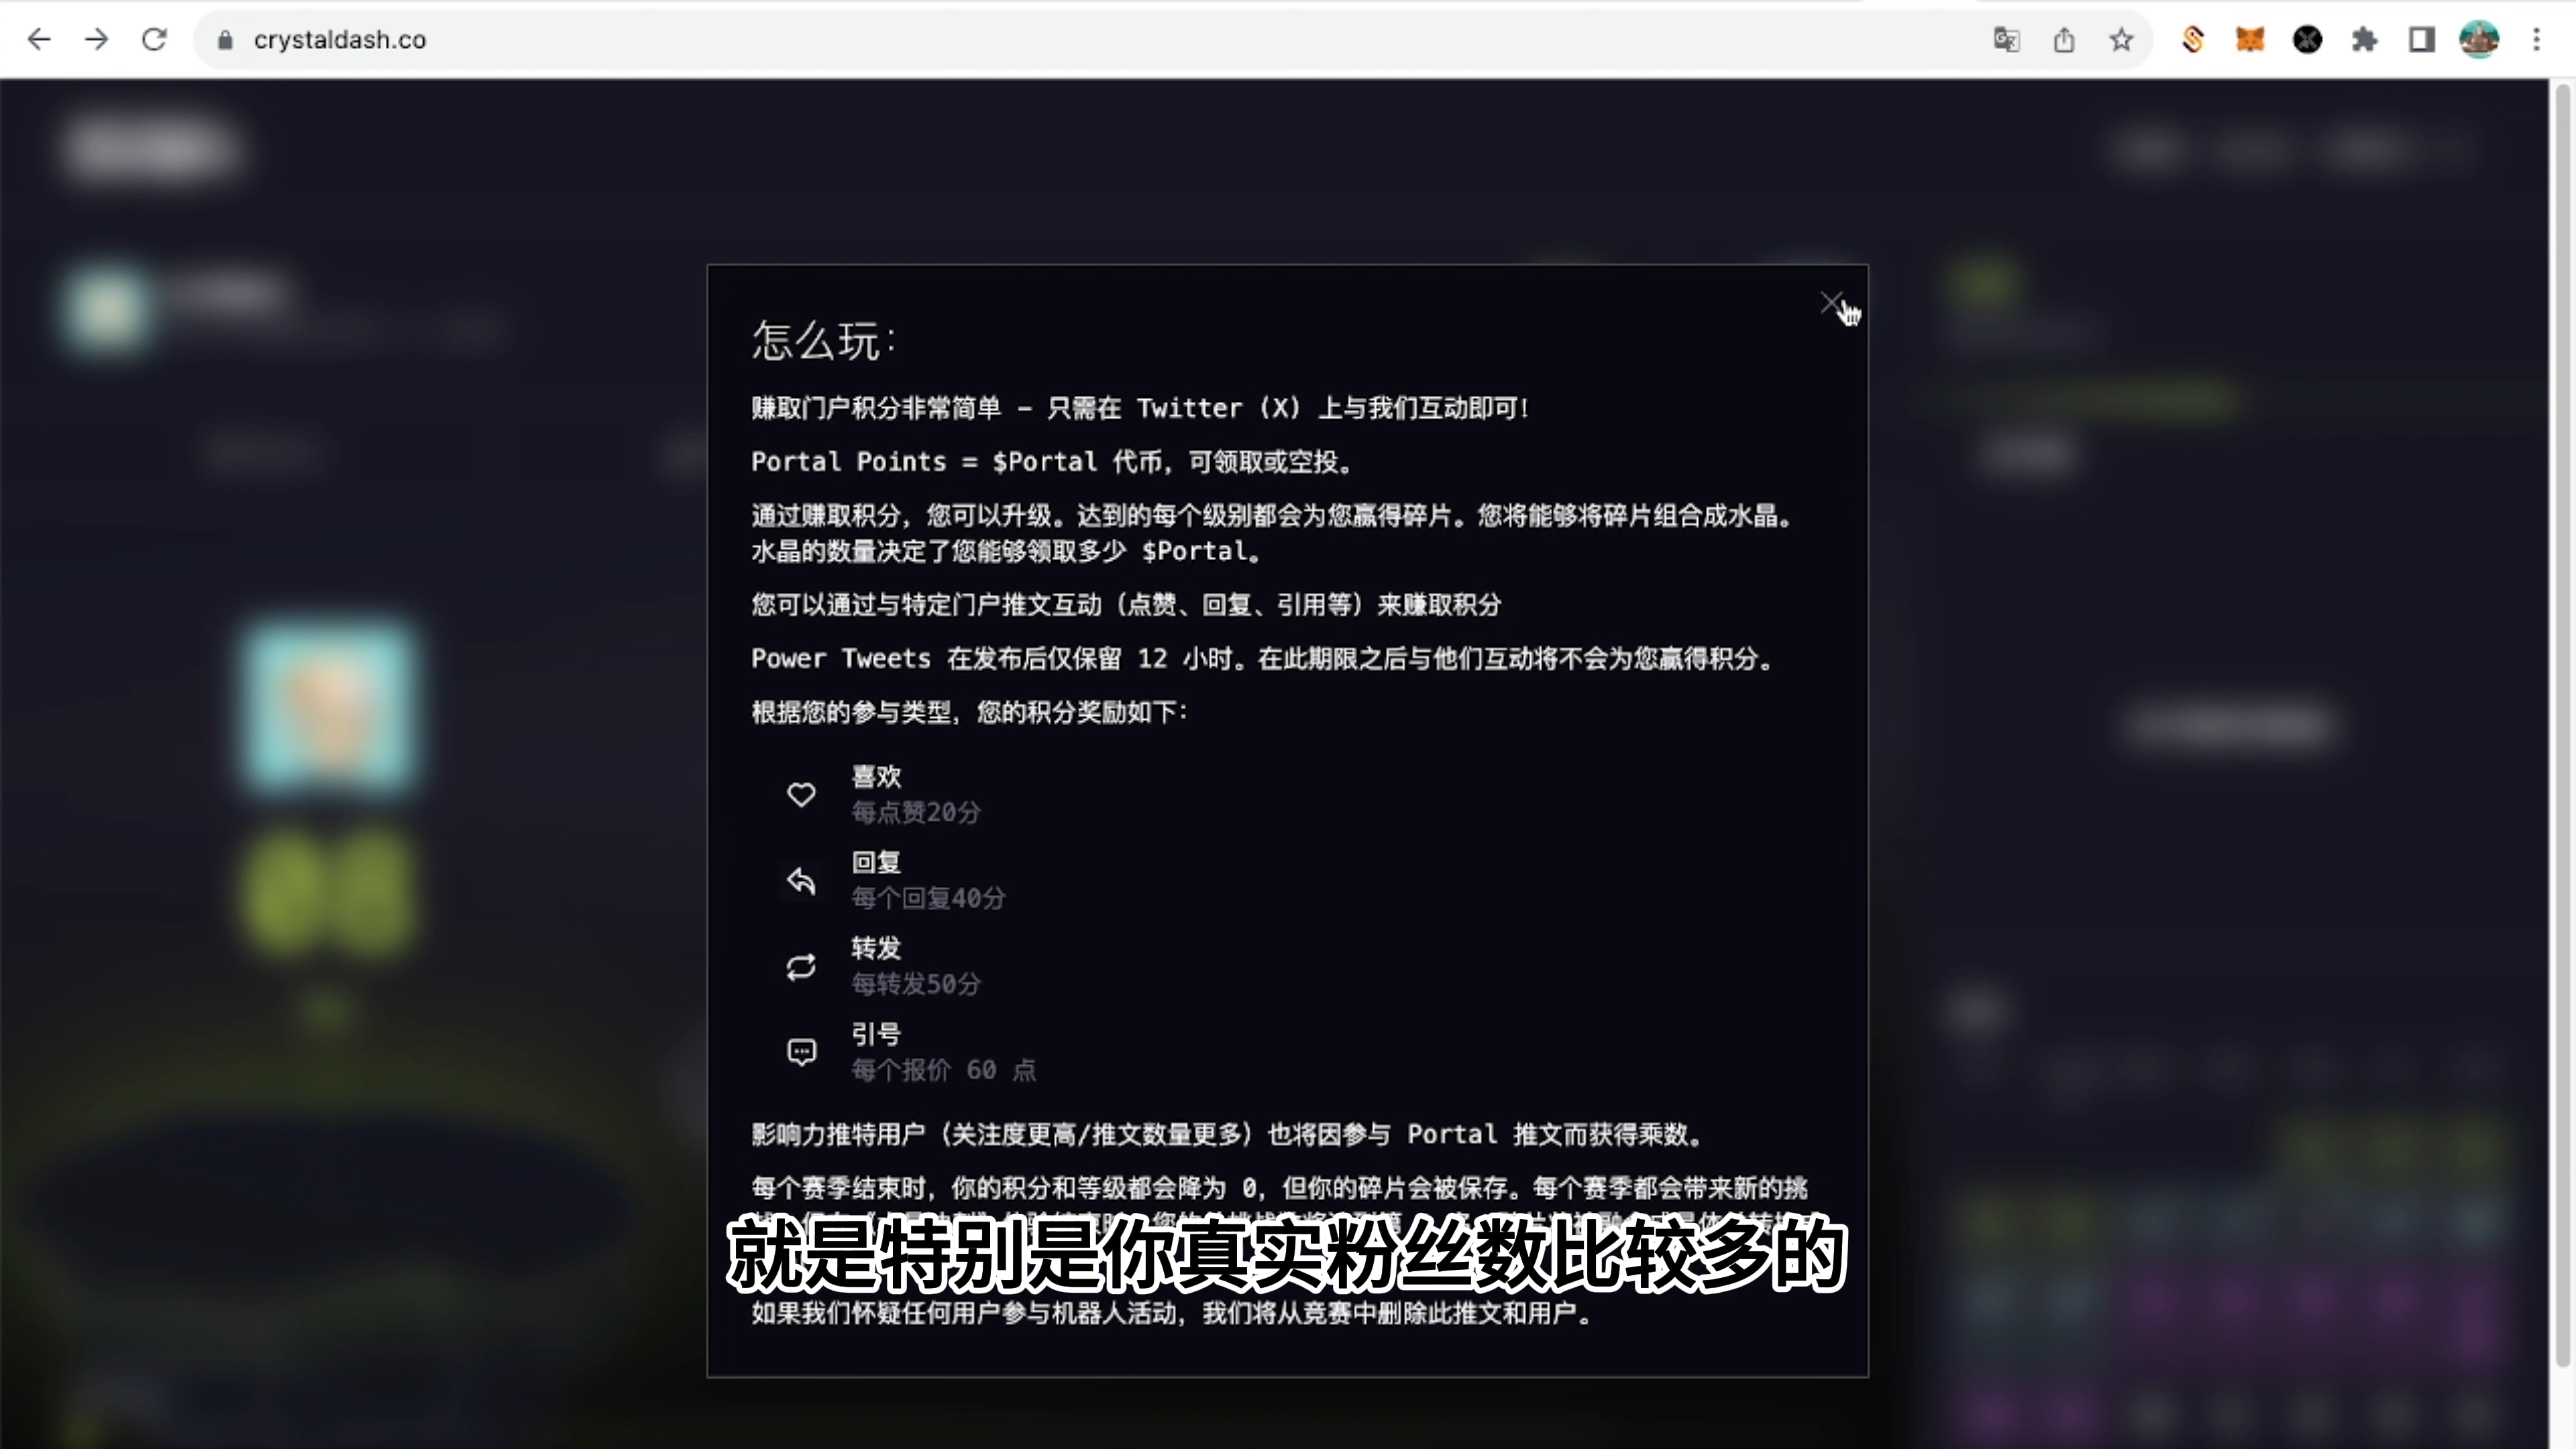 crystaldash.co
怎么玩：
赚取门户积分非常简单 - 只需在 Twitter (X) 上与我们互动即可！
Portal Points = $Portal 代币，可领取或空投。
通过赚取积分，您可以升级。达到的每个级别都会为您赢得碎片。您将能够将碎片组合成水晶。
水晶的数量决定了您能够领取多少 $Portal。
您可以通过与特定门户推文互动（点赞、回复、引用等）来赚取积分
Power Tweets 在发布后仅保留 12 小时。在此期限之后与他们互动将不会为您赢得积分。
根据您的参与类型，您的积分奖励如下：
喜欢
每点赞20分
回复
每个回复40分
转发
每转发50分
引号
每个报价 60 点
影响力推特用户（关注度更高/推文数量更多）也将因参与 Portal 推文而获得乘数。
每个赛季结束时，你的积分和等级都会降为 0，但你的碎片会被保存。每个赛季都会带来新的挑
就是特别是你真实粉丝数比较多的
如果我们怀疑任何用户参与机器人活动，我们将从竞赛中删除此推文和用户。